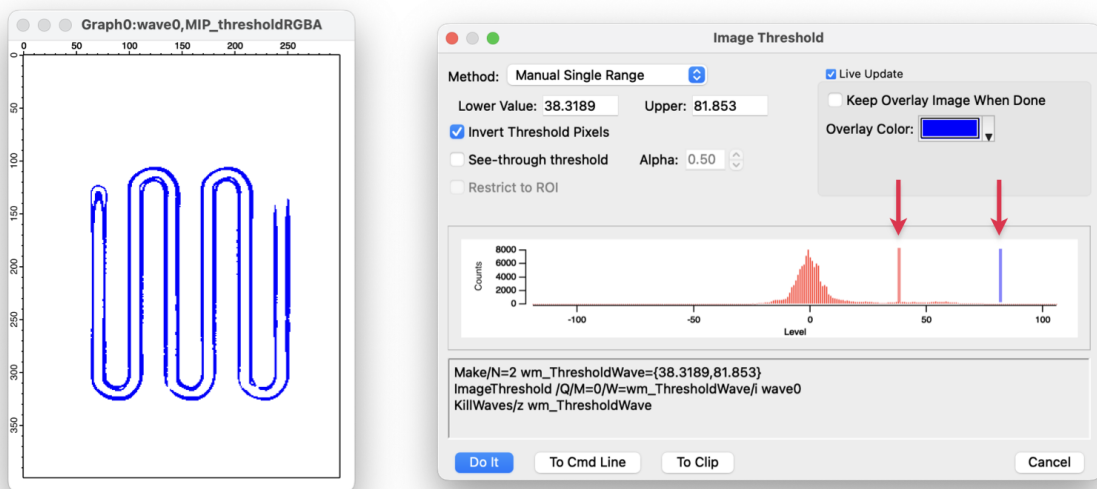 Graph0:wave0,MIP_thresholdRGBA
0 50 100 150 200 250
0
50
100
150
200
250
300
350
Image Threshold
Method: Manual Single Range
Live Update
Lower Value: 38.3189 Upper: 81.853
Keep Overlay Image When Done
Invert Threshold Pixels
Overlay Color:
See-through threshold Alpha: 0.50
Restrict to ROI
8000
6000
4000
2000
0
Counts
-100 -50 0 50 100
Level
Make/N=2 wm_ThresholdWave={38.3189,81.853}
ImageThreshold /Q/M=0/W=wm_ThresholdWave/i wave0
KillWaves/z wm_ThresholdWave
Do It To Cmd Line To Clip Cancel